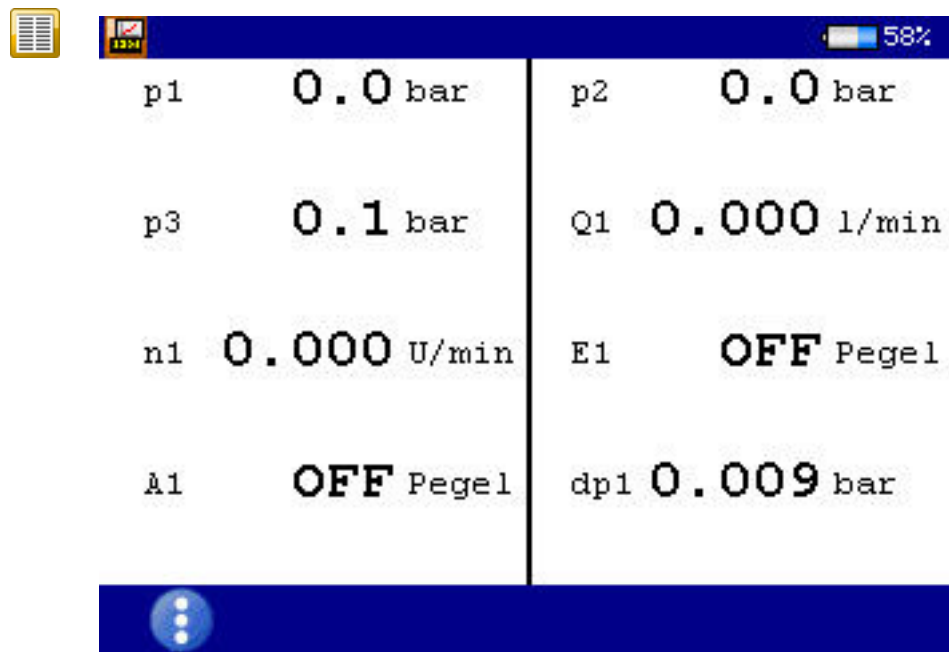 58%
p1 0.0 bar
p2 0.0 bar
p3 0.1 bar
Q1 0.000 l/min
n1 0.000 U/min
E1 OFF Pegel
A1 OFF Pegel
dp1 0.009 bar